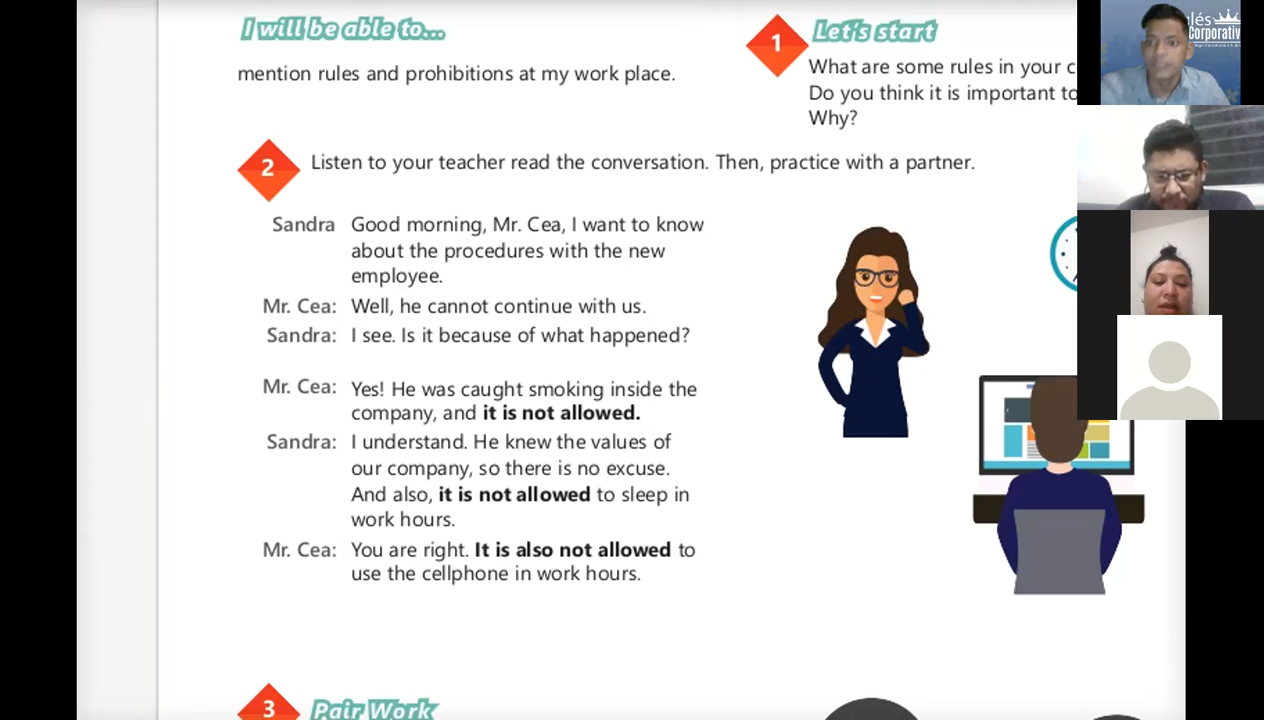 I will be able to...
mention rules and prohibitions at my work place.
1
Let's start
What are some rules in your
Do you think it is important to
Why?
2
Listen to your teacher read the conversation. Then, practice with a partner.
Sandra Good morning, Mr. Cea, I want to know
about the procedures with the new
employee.
Mr. Cea: Well, he cannot continue with us.
Sandra: I see. Is it because of what happened?
Mr. Cea: Yes! He was caught smoking inside the
company, and it is not allowed.
Sandra: I understand. He knew the values of
our company, so there is no excuse.
And also, it is not allowed to sleep in
work hours.
Mr. Cea: You are right. It is also not allowed to
use the cellphone in work hours.
3
Pair Work